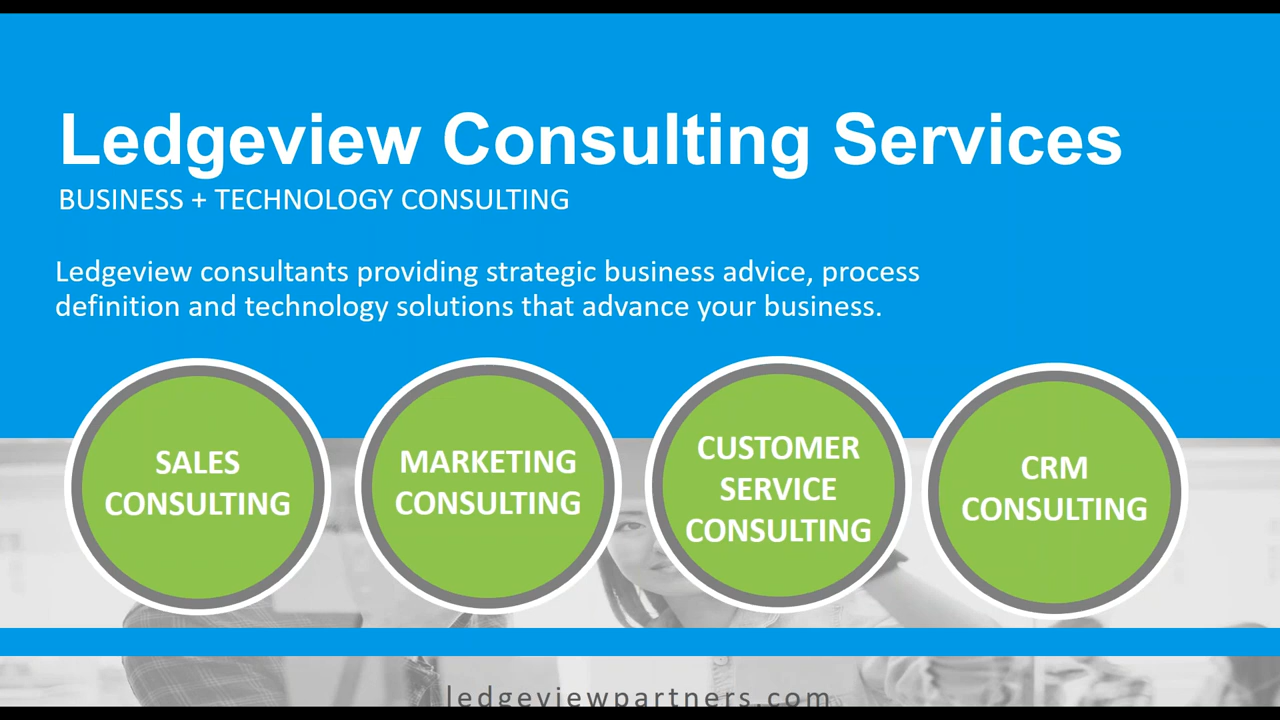 Ledgeview Consulting Services
BUSINESS + TECHNOLOGY CONSULTING
Ledgeview consultants providing strategic business advice, process
definition and technology solutions that advance your business.
SALES
CONSULTING
MARKETING
CONSULTING
CUSTOMER
SERVICE
CONSULTING
CRM
CONSULTING
ledgeviewpartners.com